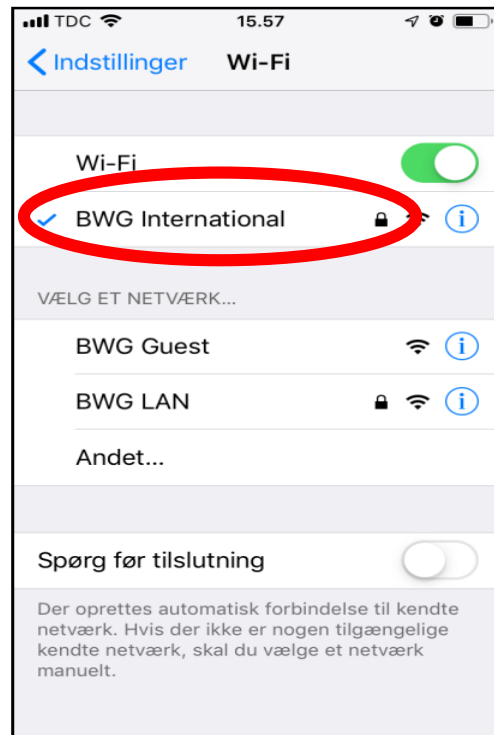 TDC 15.57
Indstillinger Wi-Fi
Wi-Fi
BWG International
VÆLG ET NETVÆRK...
BWG Guest
BWG LAN
Andet...
Spørg før tilslutning
Der oprettes automatisk forbindelse til kendte
netværk. Hvis der ikke er nogen tilgængelige
kendte netværk, skal du vælge et netværk
manuelt.